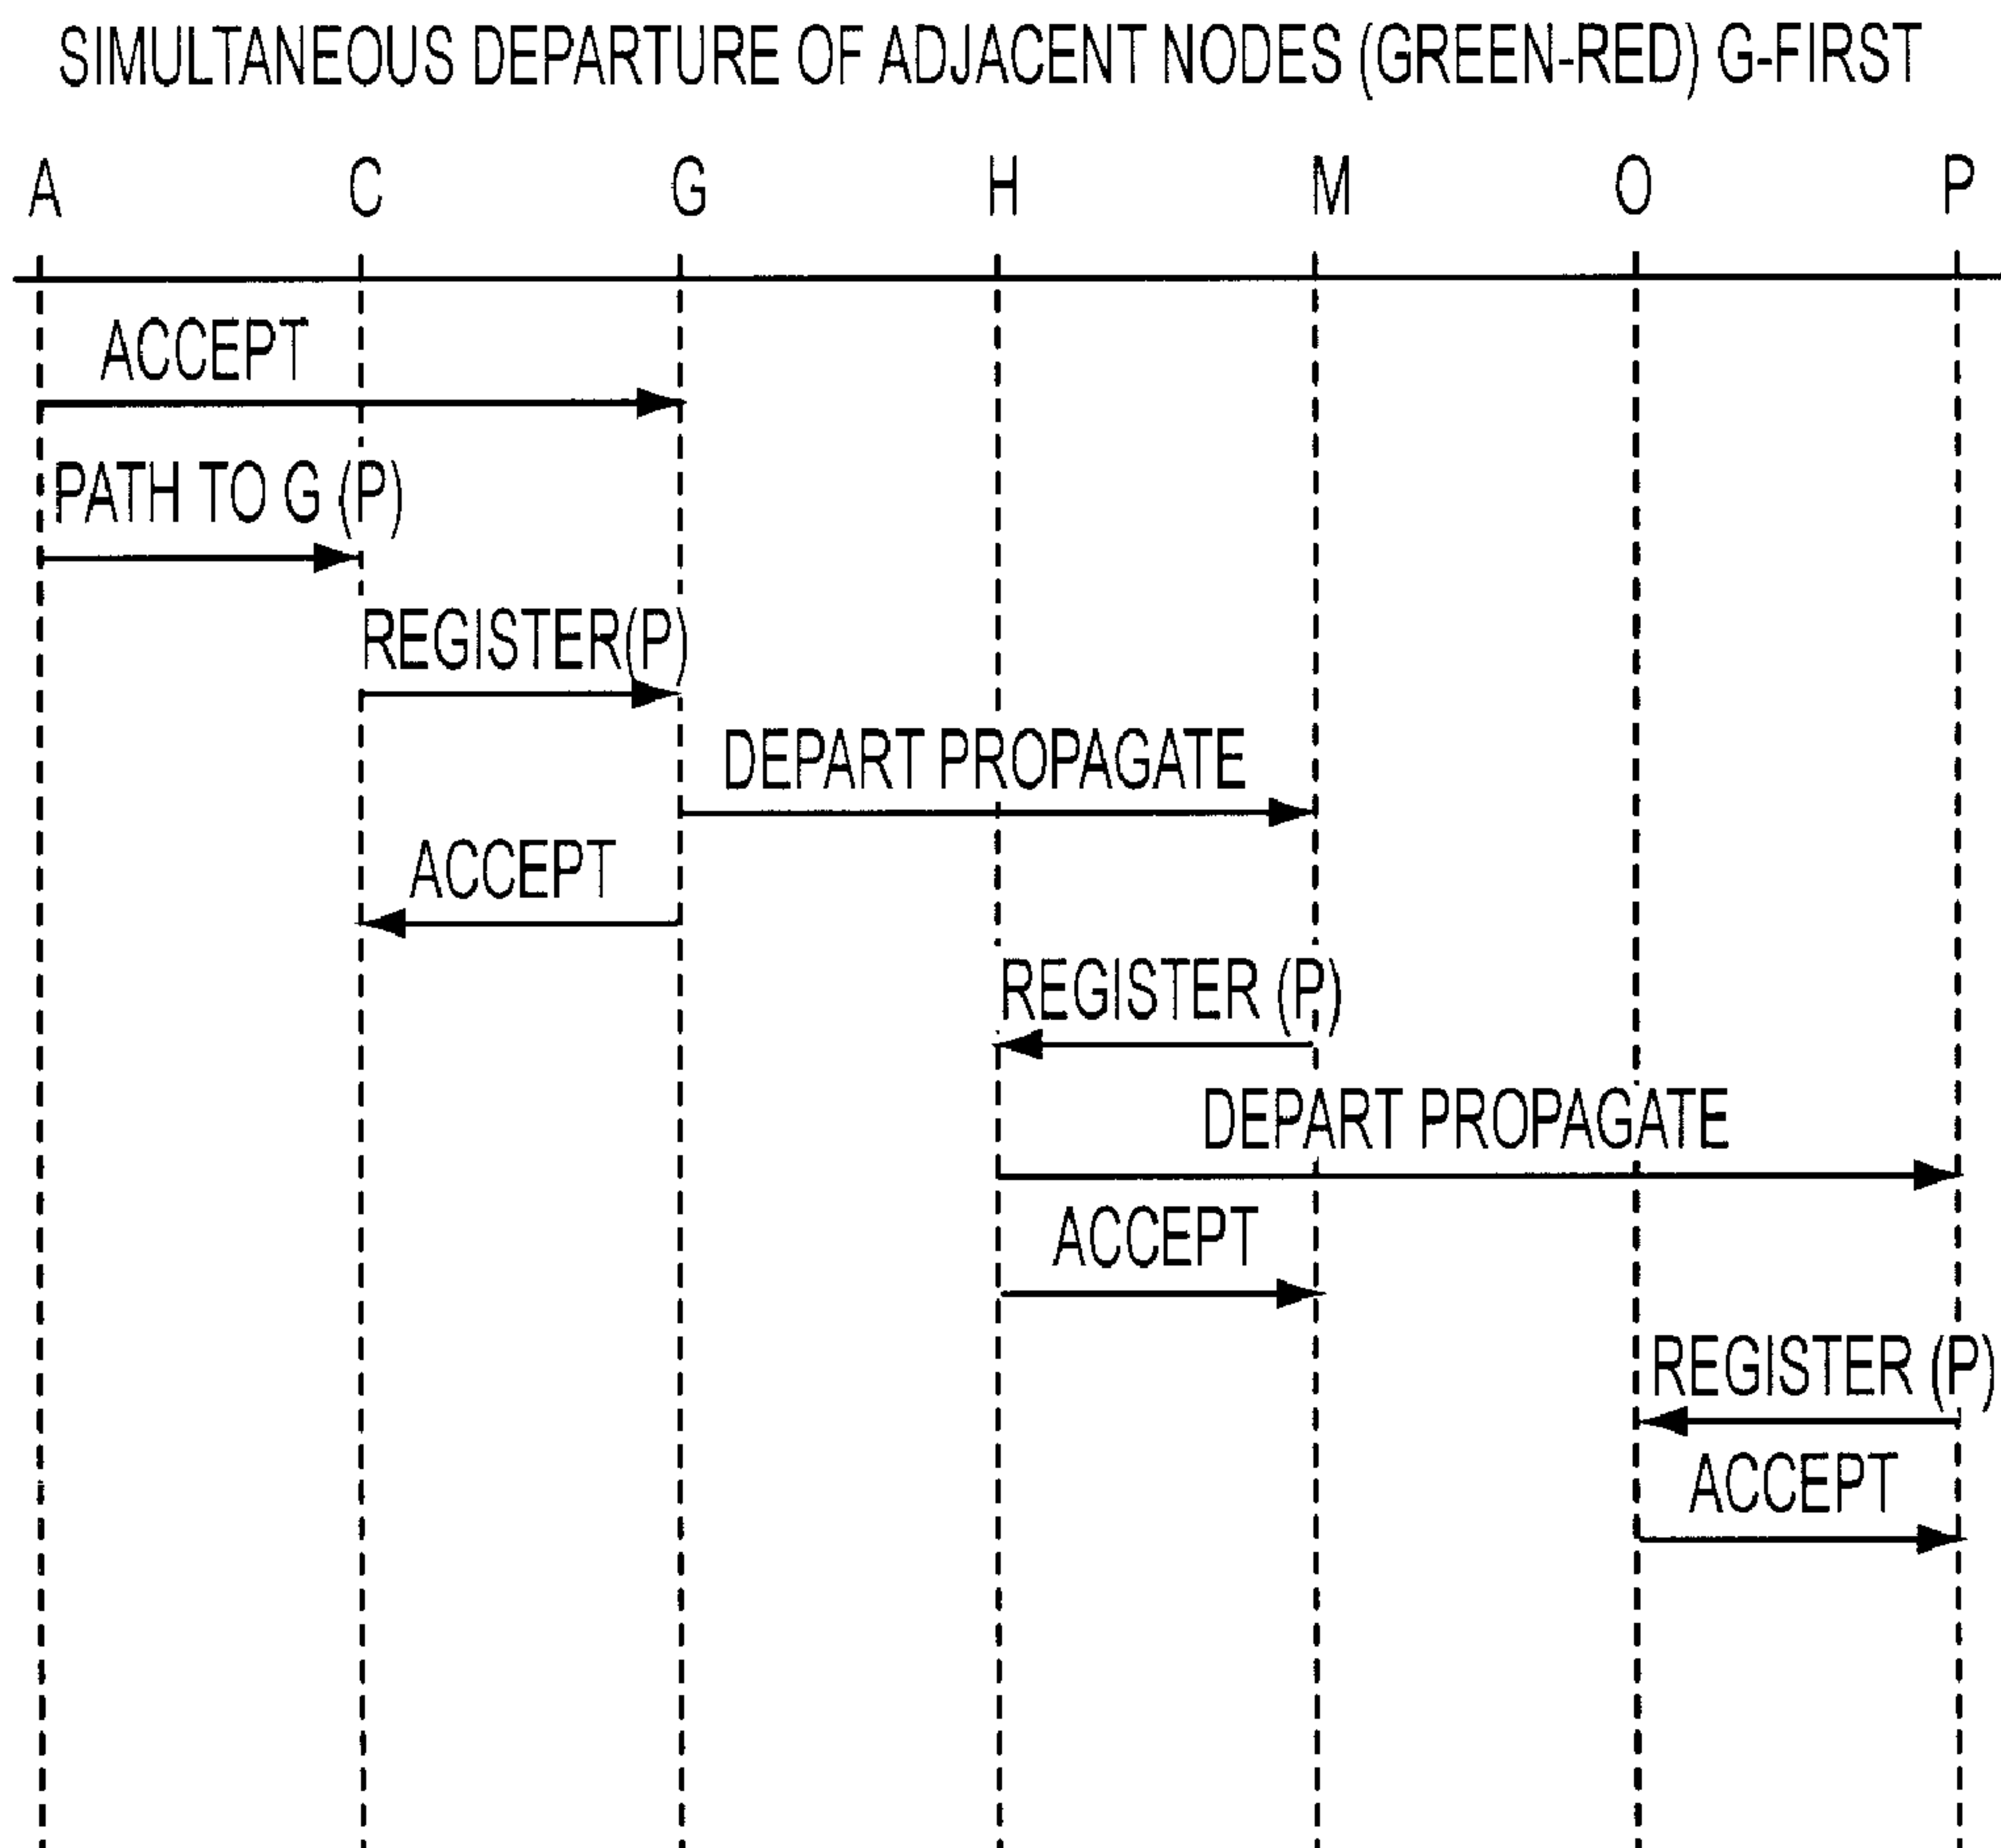 SIMULTANEOUS DEPARTURE OF ADJACENT NODES (GREEN-RED) G-FIRST
A C G H M O P
ACCEPT
PATH TO G (P)
REGISTER(P)
DEPART PROPAGATE
ACCEPT
REGISTER (P)
DEPART PROPAGATE
ACCEPT
REGISTER (P)
ACCEPT